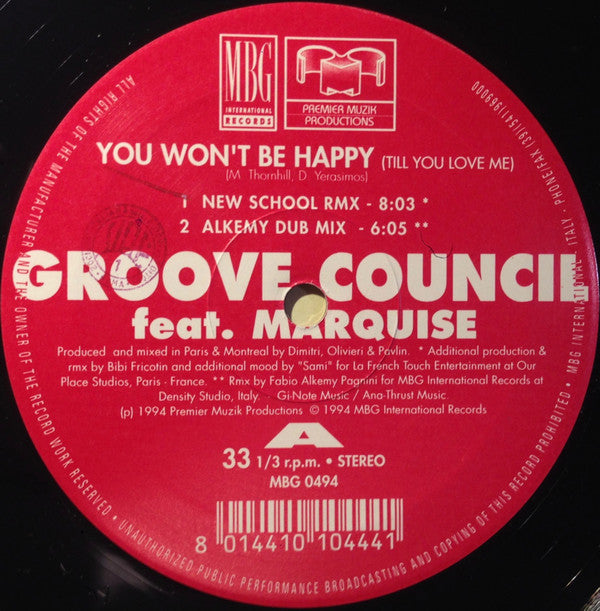 MBG
INTERNATIONAL
RECORDS
PREMIER MUZIK
PRODUCTIONS
YOU WON'T BE HAPPY (TILL YOU LOVE ME)
(M. Thornhill, D. Yerasimos)
1 NEW SCHOOL RMX - 8:03 *
2 ALKEMY DUB MIX - 6:05 **
GROOVE COUNCIL
feat. MARQUISE
Produced and mixed in Paris & Montreal by Dimitri, Olivieri & Pavlin. * Additional production &
rmx by Bibi Fricotin and additional mood by "Sami" for La French Touch Entertainment at Our
Place Studios, Paris - France. ** Rmx by Fabio Alkemy Pagnini for MBG International Records at
Density Studio, Italy. Gi-Note Music / Ana-Thrust Music.
(p) 1994 Premier Muzik Productions © 1994 MBG International Records
A
33 1/3 r.p.m. • STEREO
MBG 0494
8 014410 104441
ALL RIGHTS OF THE MANUFACTURER AND THE OWNER OF THE RECORD WORK RESERVED • UNAUTHORIZED PUBLIC PERFORMANCE BROADCASTING AND COPYING OF THIS RECORD PROHIBITED • MBG INTERNATIONAL - ITALY - PHONE/FAX (39)/541/969000